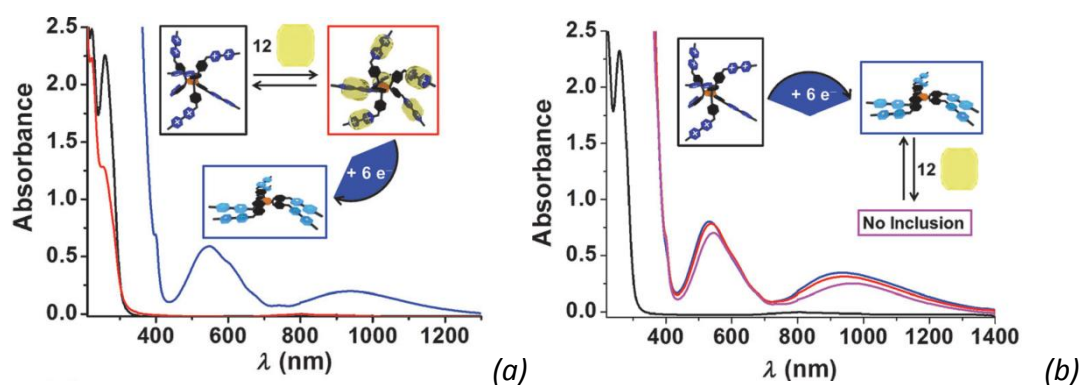 2.5
2.0
1.5
1.0
0.5
0.0
Absorbance
12
+ 6 e⁻
400 600 800 1000 1200
λ (nm)
(a)
2.5
2.0
1.5
1.0
0.5
0.0
Absorbance
+ 6 e⁻
12
No Inclusion
400 600 800 1000 1200 1400
λ (nm)
(b)